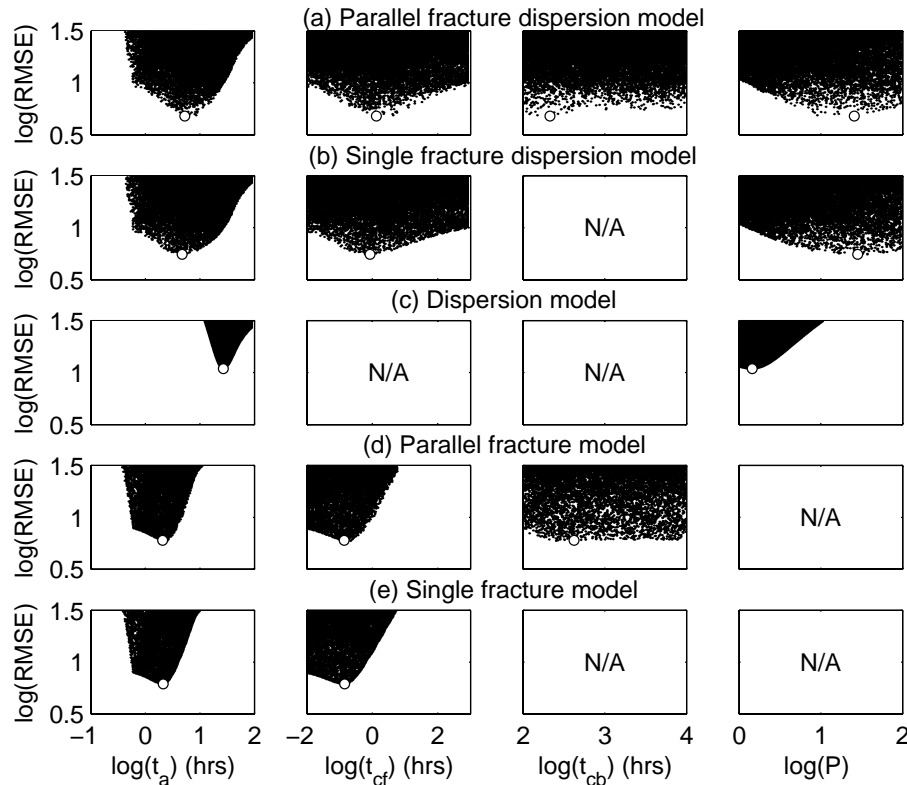 (a) Parallel fracture dispersion model
log(RMSE)
1.5
1
0.5
(b) Single fracture dispersion model
log(RMSE)
1.5
1
0.5
N/A
(c) Dispersion model
log(RMSE)
1.5
1
0.5
N/A
N/A
(d) Parallel fracture model
log(RMSE)
1.5
1
0.5
N/A
(e) Single fracture model
log(RMSE)
1.5
1
0.5
N/A
N/A
−1 0 1 2
−2 0 2
2 3 4
0 1 2
log(t_a) (hrs)
log(t_cf) (hrs)
log(t_cb) (hrs)
log(P)